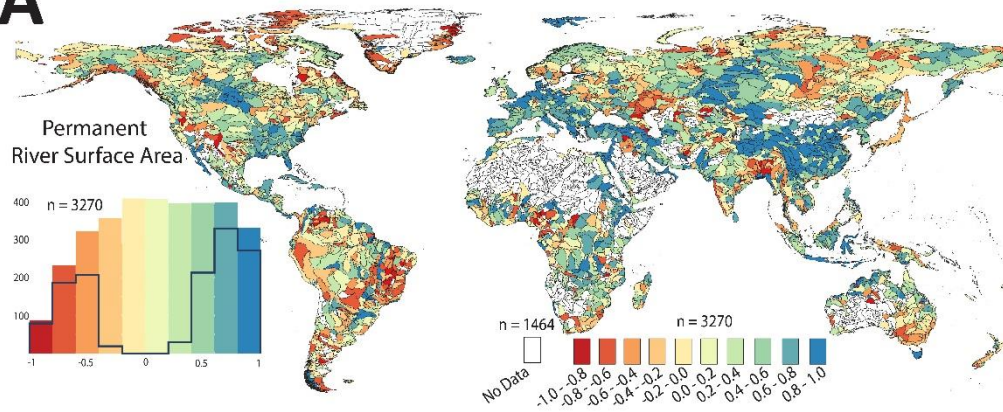 A
Permanent
River Surface Area
n = 3270
400
300
200
100
-1
-0.5
0
0.5
1
n = 1464
n = 3270
No Data
-1.0 - -0.8
-0.8 - -0.6
-0.6 - -0.4
-0.4 - -0.2
-0.2 - 0.0
0.0 - 0.2
0.2 - 0.4
0.4 - 0.6
0.6 - 0.8
0.8 - 1.0